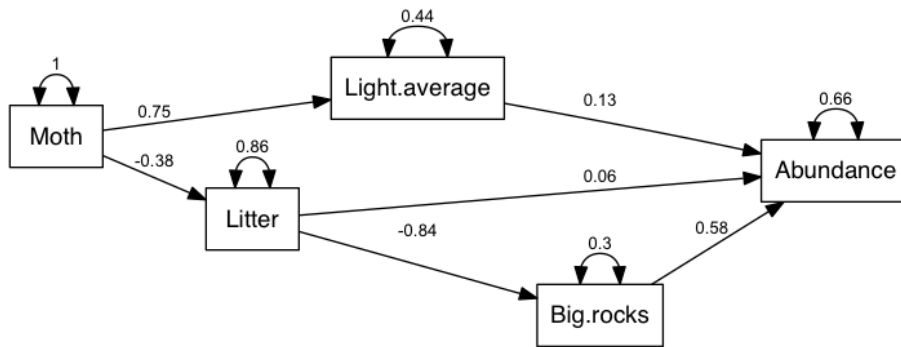 0.44
1
Light.average
0.75
0.13
0.66
Moth
-0.38
0.86
Abundance
0.06
Litter
-0.84
0.58
0.3
Big.rocks